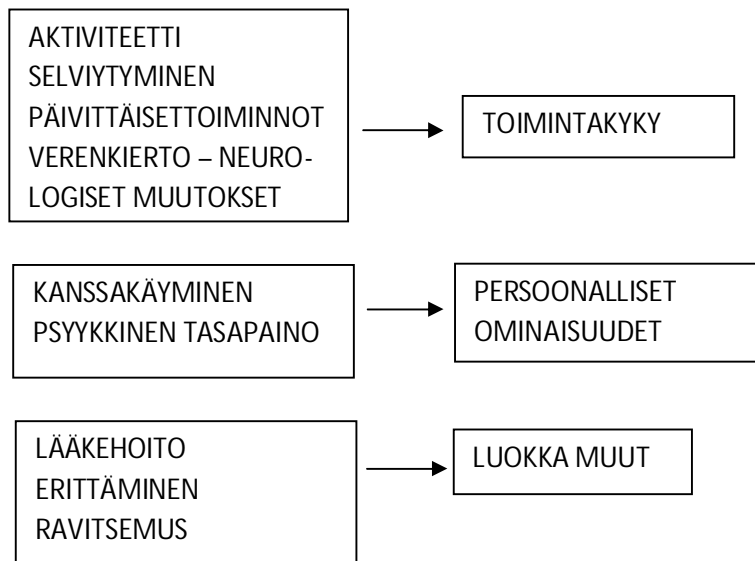 AKTIVITEETTI
SELVIYTYMINEN
PÄIVITTÄISETTOIMINNOT
VERENKIERTO – NEURO-
LOGISET MUUTOKSET
TOIMINTAKYKY
KANSSAKÄYMINEN
PSYYKKINEN TASAPAINO
PERSOONALLISET
OMINAISUUDET
LÄÄKEHOITO
ERITTÄMINEN
RAVITSEMUS
LUOKKA MUUT